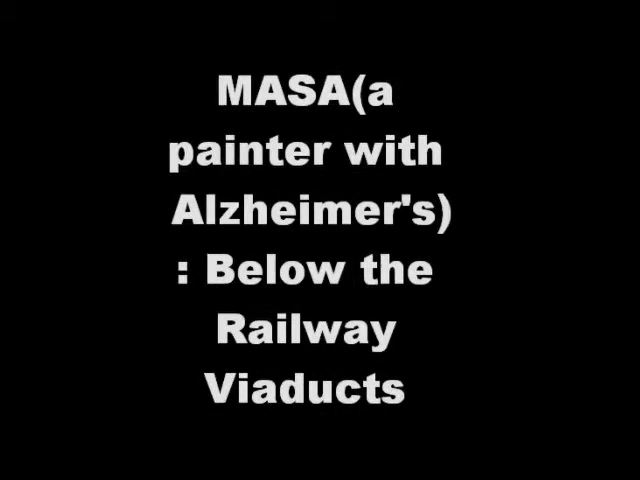 MASA(a
painter with
Alzheimer's)
: Below the
Railway
Viaducts